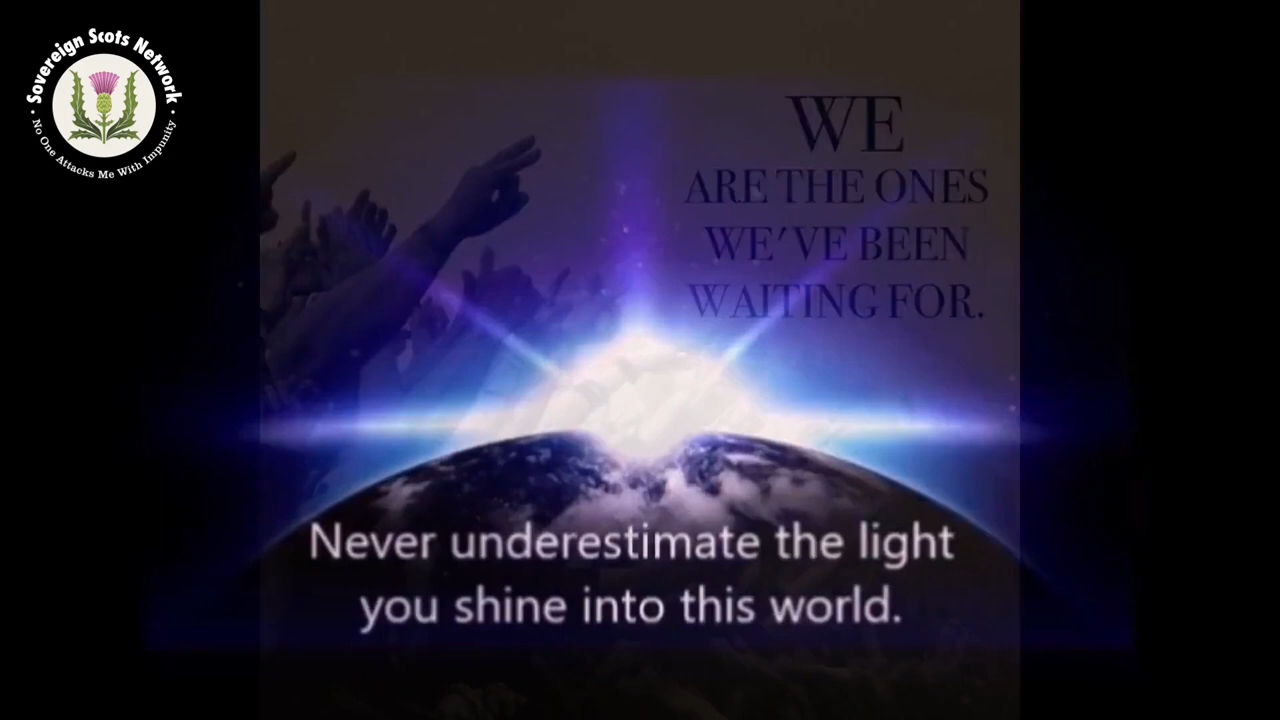 Sovereign Scots Network
No One Attacks Me With Impunity
WE
ARE THE ONES
WE'VE BEEN
WAITING FOR.
Never underestimate the light
you shine into this world.